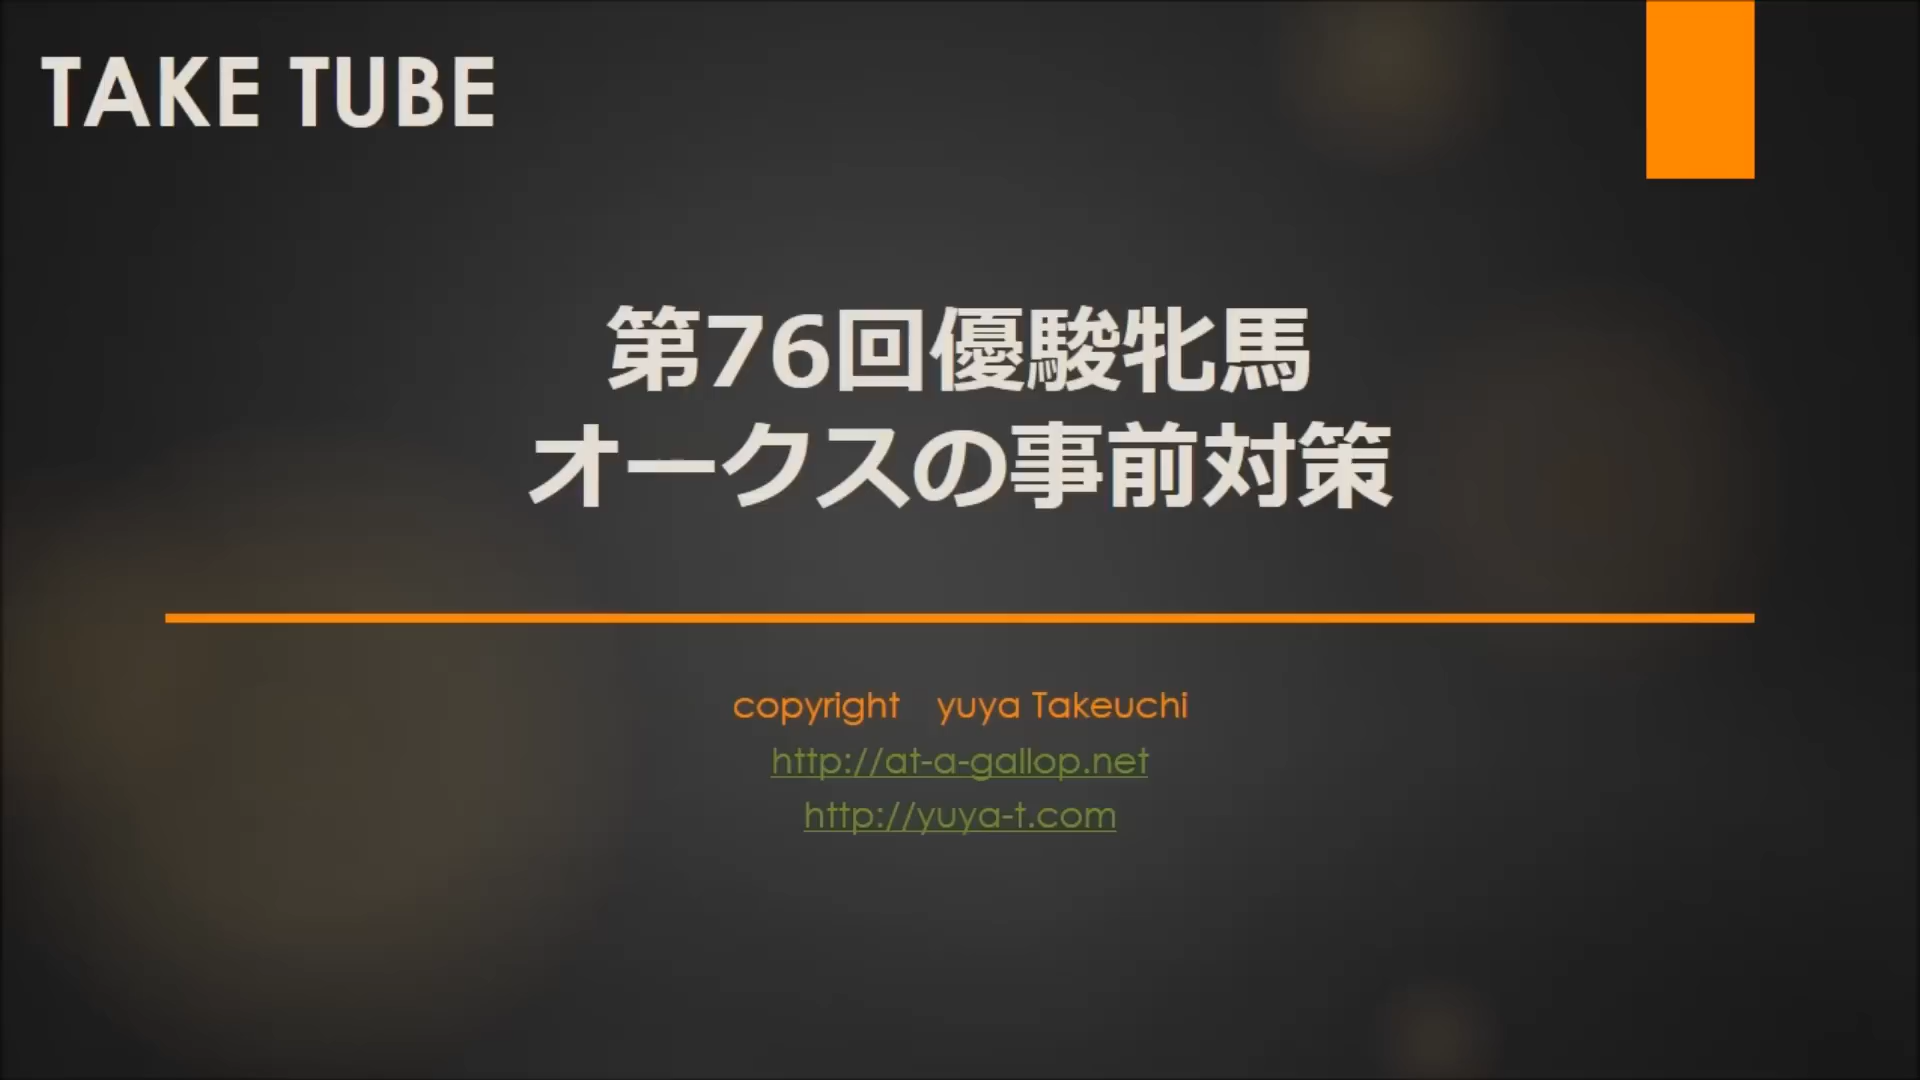 TAKE TUBE
第76回優駿牝馬
オークスの事前対策
copyright　yuya Takeuchi
http://at-a-gallop.net
http://yuya-t.com